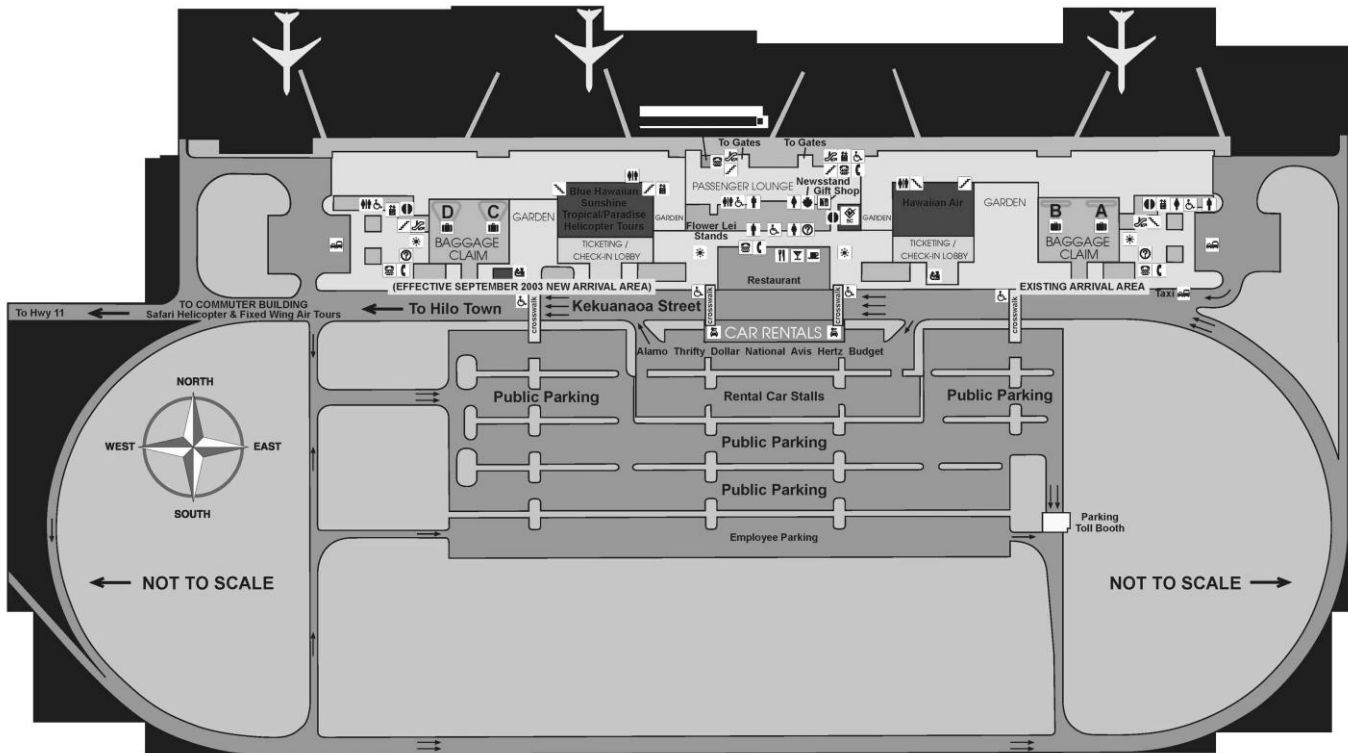 To Gates
To Gates
PASSENGER LOUNGE
Newsstand
Gift Shop
Blue Hawaiian
Sunshine
Tropical/Paradise
Helicopter Tours
Hawaiian Air
D
C
BAGGAGE
CLAIM
GARDEN
GARDEN
Flower Lei
Stands
GARDEN
GARDEN
B
A
BAGGAGE
CLAIM
TICKETING /
CHECK-IN LOBBY
TICKETING /
CHECK-IN LOBBY
Restaurant
(EFFECTIVE SEPTEMBER 2003 NEW ARRIVAL AREA)
EXISTING ARRIVAL AREA
Taxi
To Hwy 11
TO COMMUTER BUILDING
Safari Helicopter & Fixed Wing Air Tours
To Hilo Town
crosswalk
Kekuanaoa Street
crosswalk
crosswalk
crosswalk
CAR RENTALS
Alamo Thrifty Dollar National Avis Hertz Budget
NORTH
WEST
EAST
SOUTH
Public Parking
Rental Car Stalls
Public Parking
Public Parking
Public Parking
Employee Parking
Parking
Toll Booth
NOT TO SCALE
NOT TO SCALE